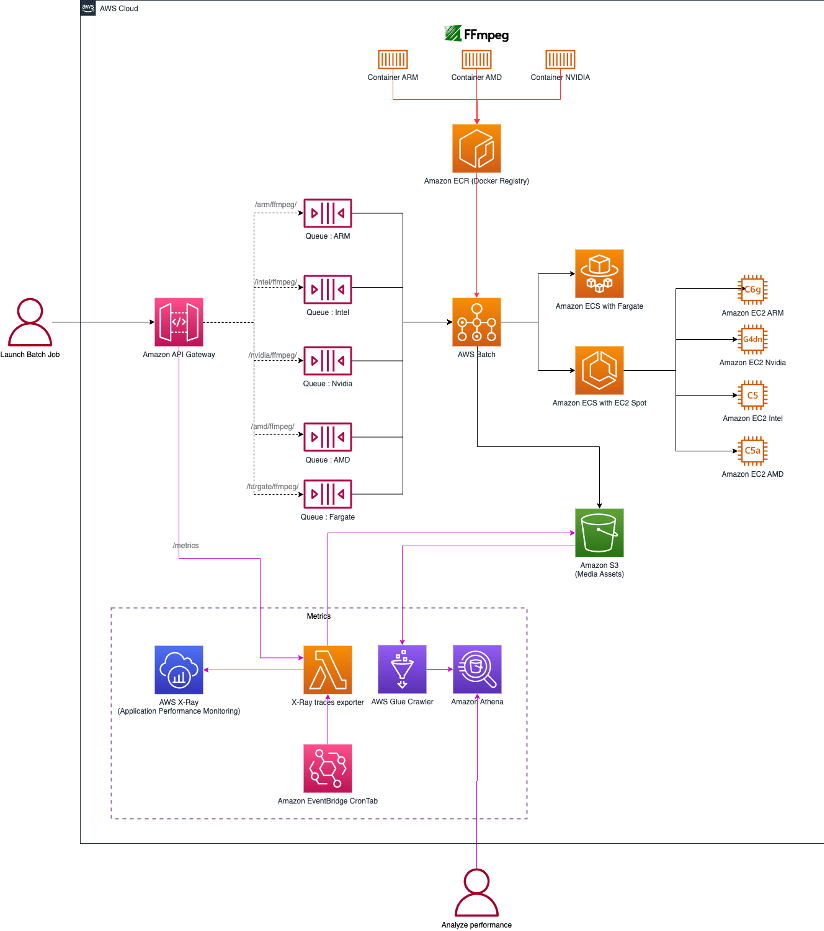 aws
AWS Cloud
FFmpeg
Container ARM
Container AMD
Container NVIDIA
Amazon ECR (Docker Registry)
/arm/ffmpeg/
Queue : ARM
/intel/ffmpeg/
Queue : Intel
/nvidia/ffmpeg/
Queue : Nvidia
/amd/ffmpeg/
Queue : AMD
/fargate/ffmpeg/
Queue : Fargate
Launch Batch Job
Amazon API Gateway
AWS Batch
Amazon ECS with Fargate
Amazon ECS with EC2 Spot
C6g
Amazon EC2 ARM
G4dn
Amazon EC2 Nvidia
C5
Amazon EC2 Intel
C5a
Amazon EC2 AMD
Amazon S3
(Media Assets)
/metrics
Metrics
AWS X-Ray
(Application Performance Monitoring)
X-Ray traces exporter
AWS Glue Crawler
Amazon Athena
Amazon EventBridge CronTab
Analyze performance